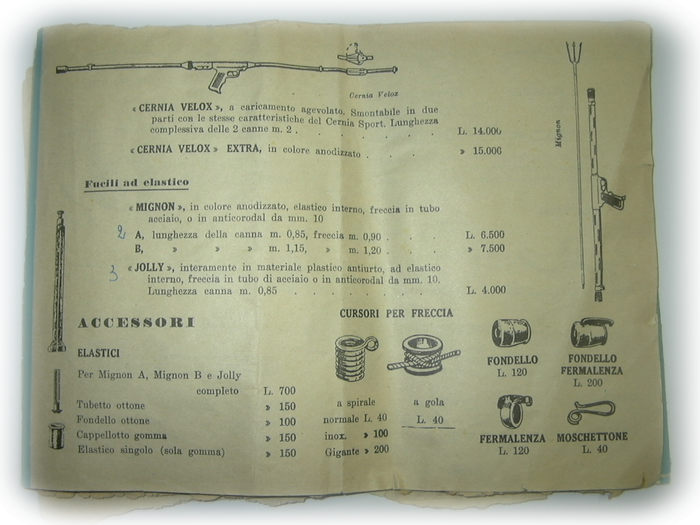 Cernia Velox
« CERNIA VELOX », a caricamento agevolato. Smontabile in due
parti con le stesse caratteristiche del Cernia Sport. Lunghezza
complessiva delle 2 canne m. 2 . . . . . . L. 14.000
« CERNIA VELOX » EXTRA, in colore anodizzato . . . » 15.000
Mignon
Fucili ad elastico
« MIGNON », in colore anodizzato, elastico interno, freccia in tubo
acciaio, o in anticorodal da mm. 10
2 A, lunghezza della canna m. 0,85, freccia m. 0,90 . . L. 6.500
B, » » » m. 1,15, » m. 1,20 . . » 7.500
3 « JOLLY », interamente in materiale plastico antiurto, ad elastico
interno, freccia in tubo di acciaio o in anticorodal da mm. 10.
Lunghezza canna m. 0,85 . . . . . . L. 4.000
ACCESSORI
ELASTICI
Per Mignon A, Mignon B e Jolly
completo L. 700
Tubetto ottone » 150
Fondello ottone » 100
Cappellotto gomma » 150
Elastico singolo (sola gomma) » 150
CURSORI PER FRECCIA
a spirale
normale L. 40
inox. » 100
Gigante » 200
a gola
L. 40
FONDELLO
L. 120
FONDELLO
FERMALENZA
L. 200
FERMALENZA
L. 120
MOSCHETTONE
L. 40